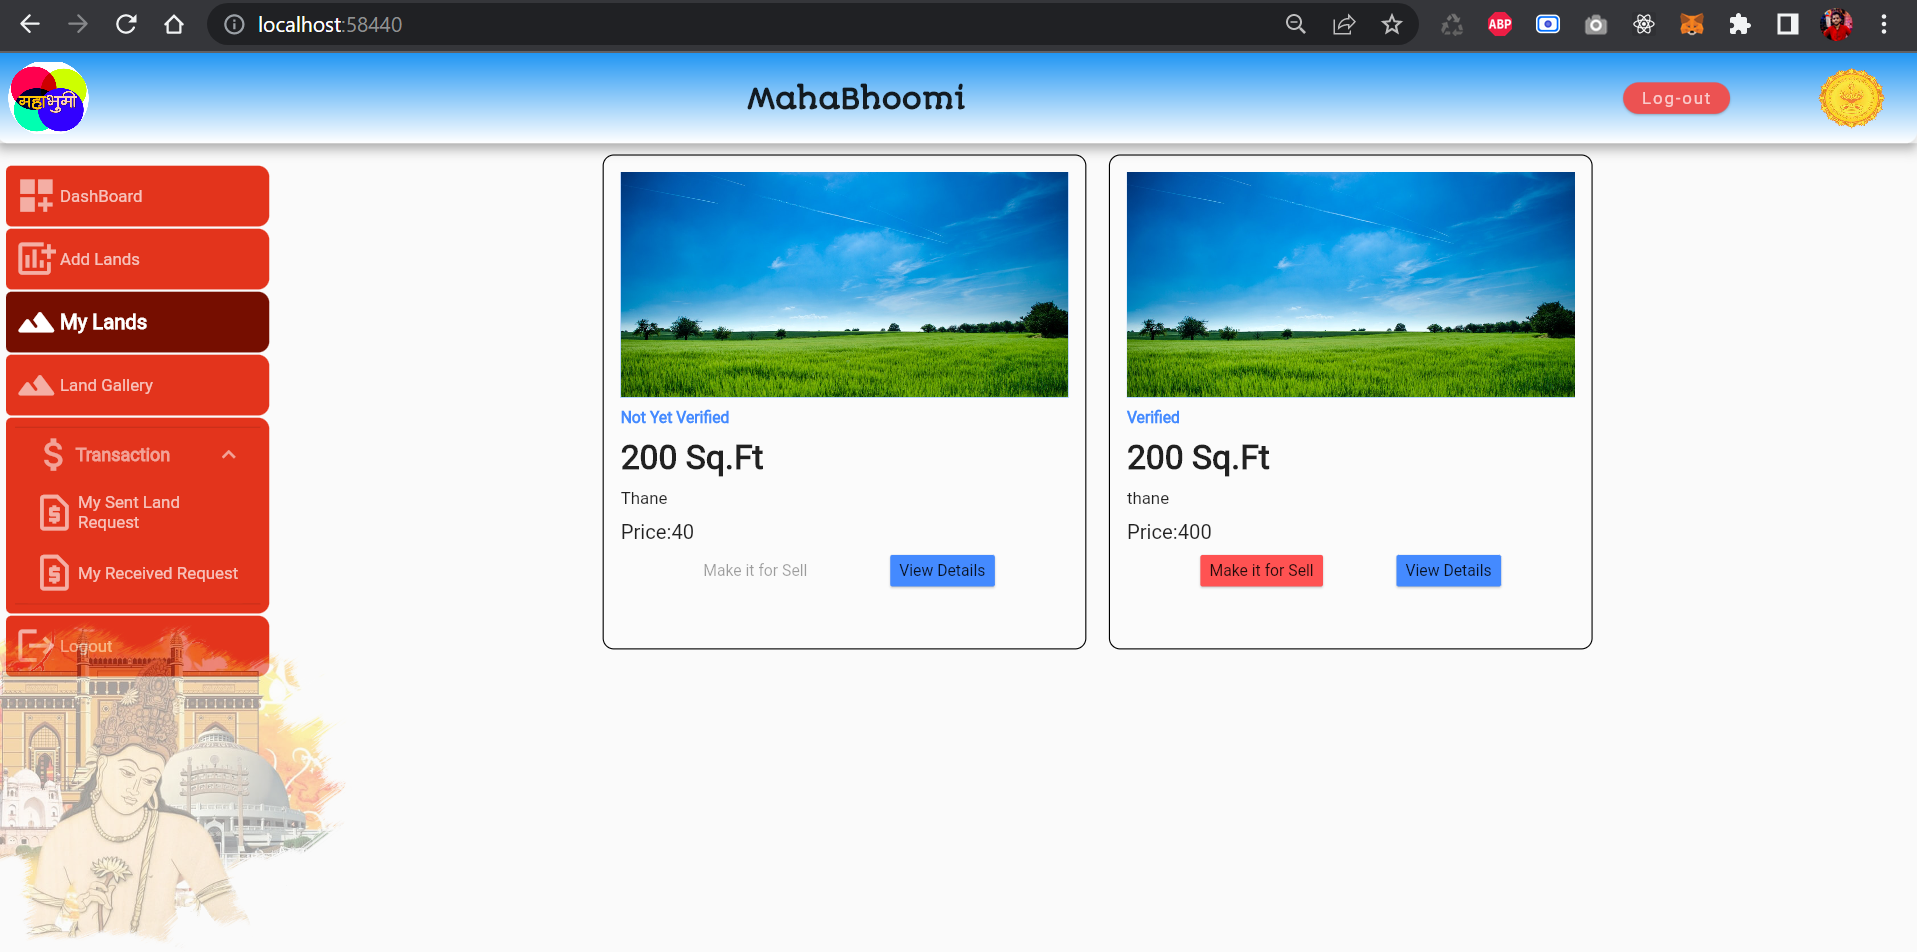 localhost:58440
ABP
महाभुमी
MahaBhoomi
Log-out
DashBoard
Add Lands
My Lands
Land Gallery
Transaction
My Sent Land
Request
My Received Request
Logout
Not Yet Verified
200 Sq.Ft
Thane
Price:40
Make it for Sell
View Details
Verified
200 Sq.Ft
thane
Price:400
Make it for Sell
View Details